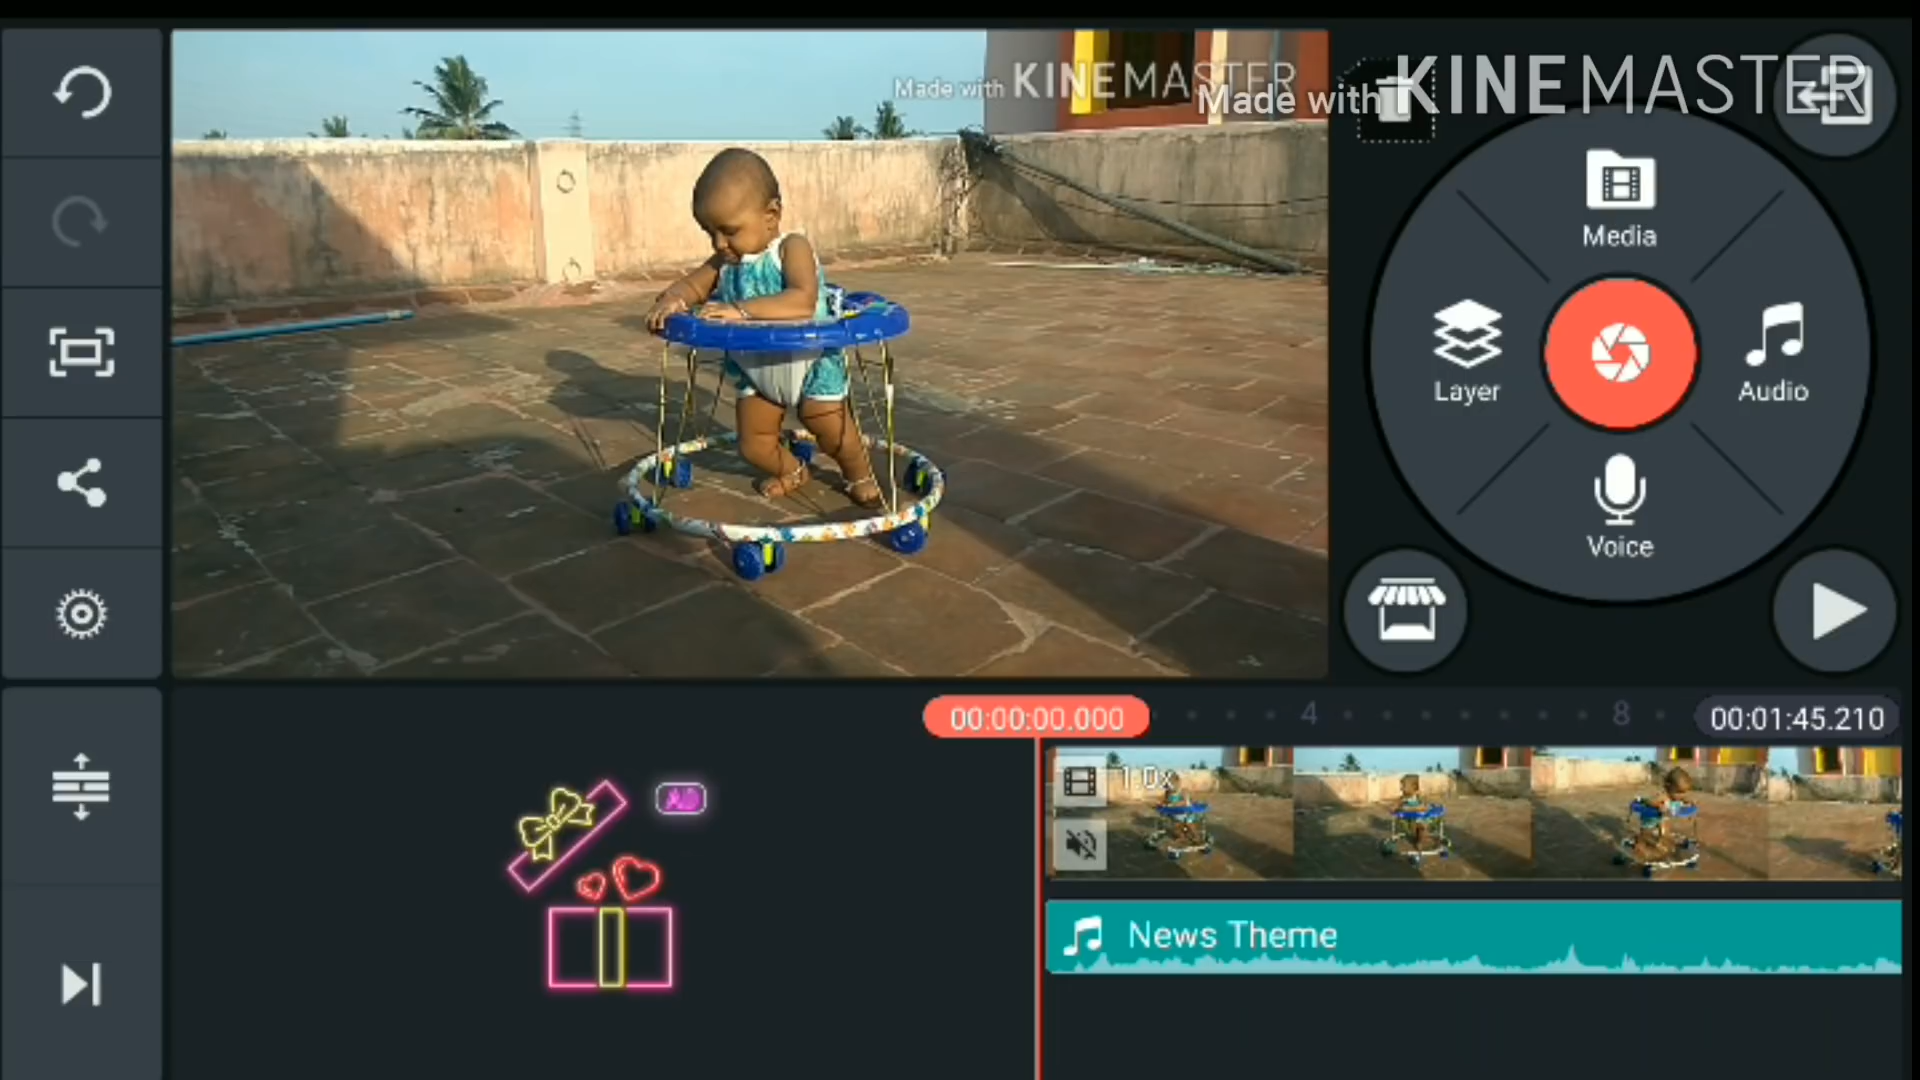 Made with KINEMASTER
Made with KINEMASTER
Media
Layer
Audio
Voice
00:00:00.000
4
8
00:01:45.210
AD
1.0x
News Theme